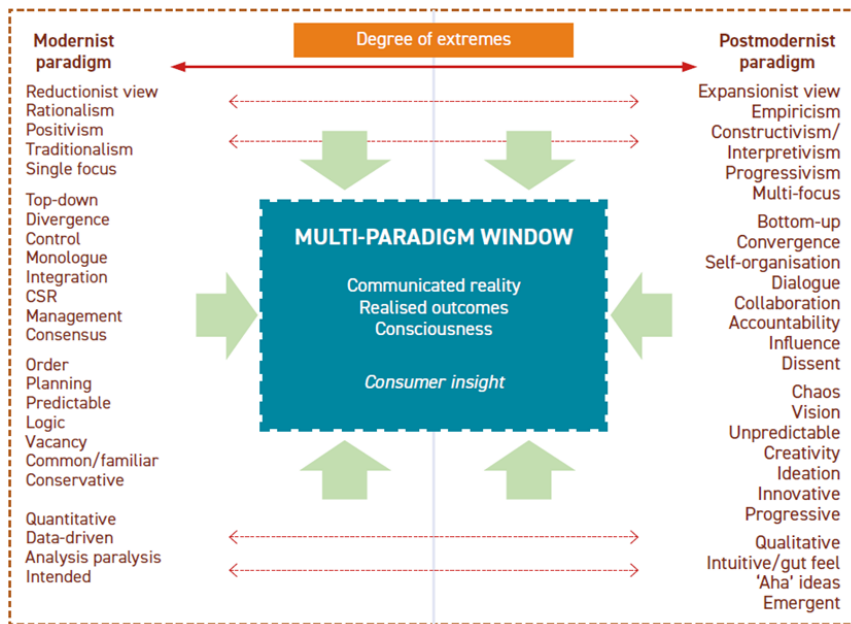 Degree of extremes
Modernist
paradigm
Reductionist view
Rationalism
Positivism
Traditionalism
Single focus
Top-down
Divergence
Control
Monologue
Integration
CSR
Management
Consensus
Order
Planning
Predictable
Logic
Vacancy
Common/familiar
Conservative
Quantitative
Data-driven
Analysis paralysis
Intended
MULTI-PARADIGM WINDOW
Communicated reality
Realised outcomes
Consciousness
Consumer insight
Postmodernist
paradigm
Expansionist view
Empiricism
Constructivism/
Interpretivism
Progressivism
Multi-focus
Bottom-up
Convergence
Self-organisation
Dialogue
Collaboration
Accountability
Influence
Dissent
Chaos
Vision
Unpredictable
Creativity
Ideation
Innovative
Progressive
Qualitative
Intuitive/gut feel
‘Aha’ ideas
Emergent